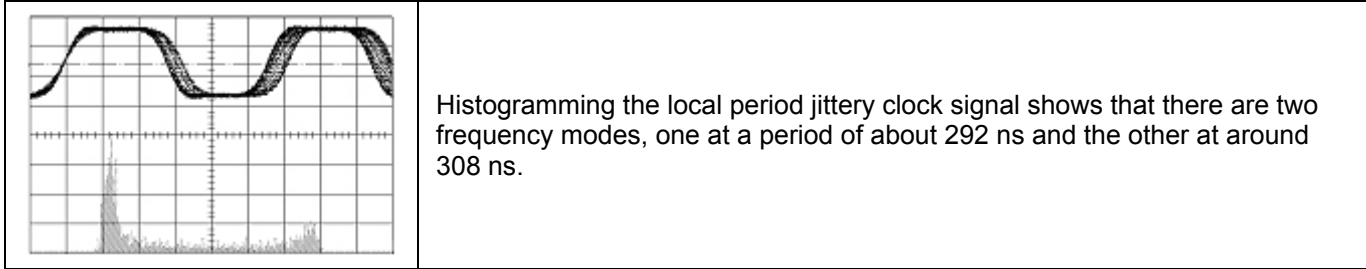 Histogramming the local period jittery clock signal shows that there are two
frequency modes, one at a period of about 292 ns and the other at around
308 ns.